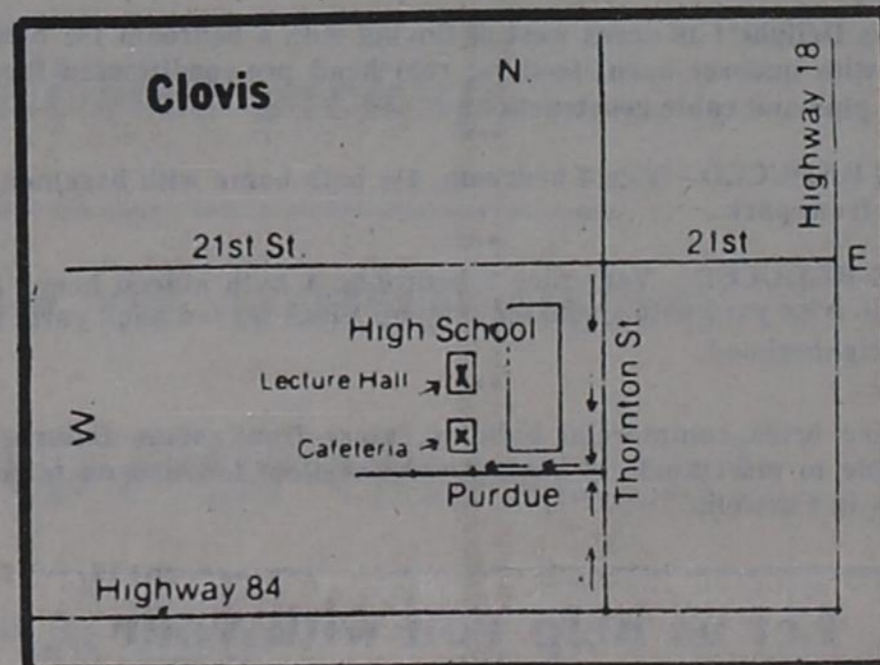 N.
Clovis
Highway 18
21st St.
21st
E
High School
Lecture Hall
W
Cafeteria
Thornton St.
Purdue
Highway 84